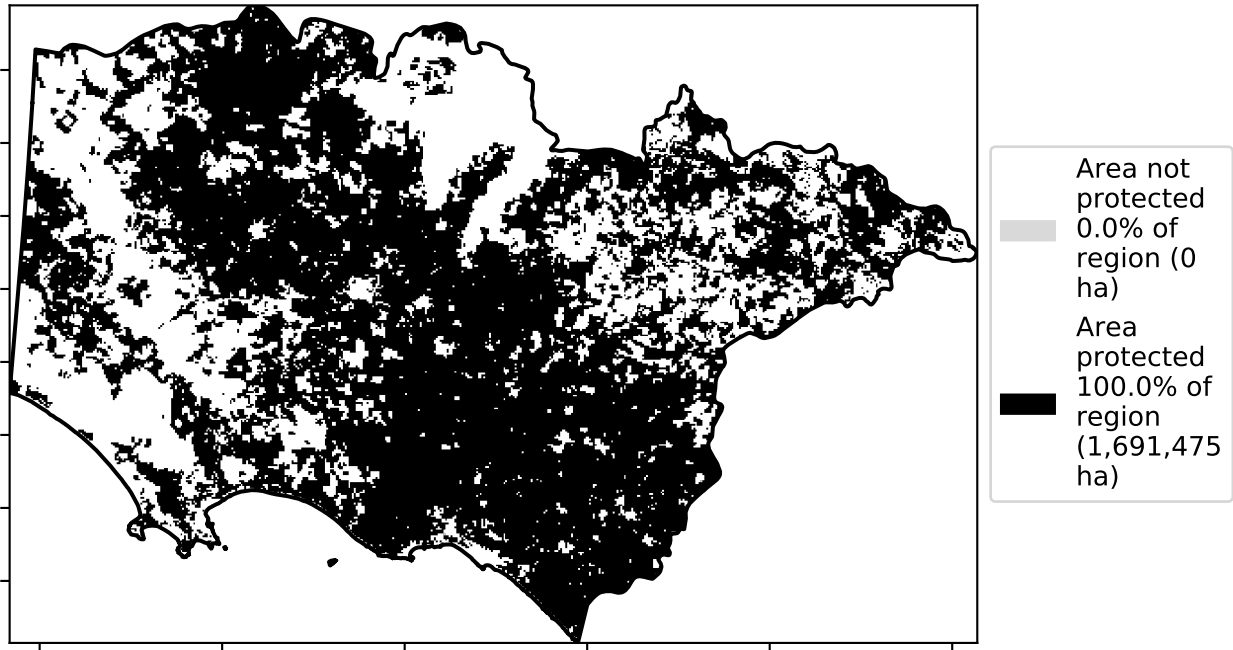 Area not
protected
0.0% of
region (0
ha)
Area
protected
100.0% of
region
(1,691,475
ha)